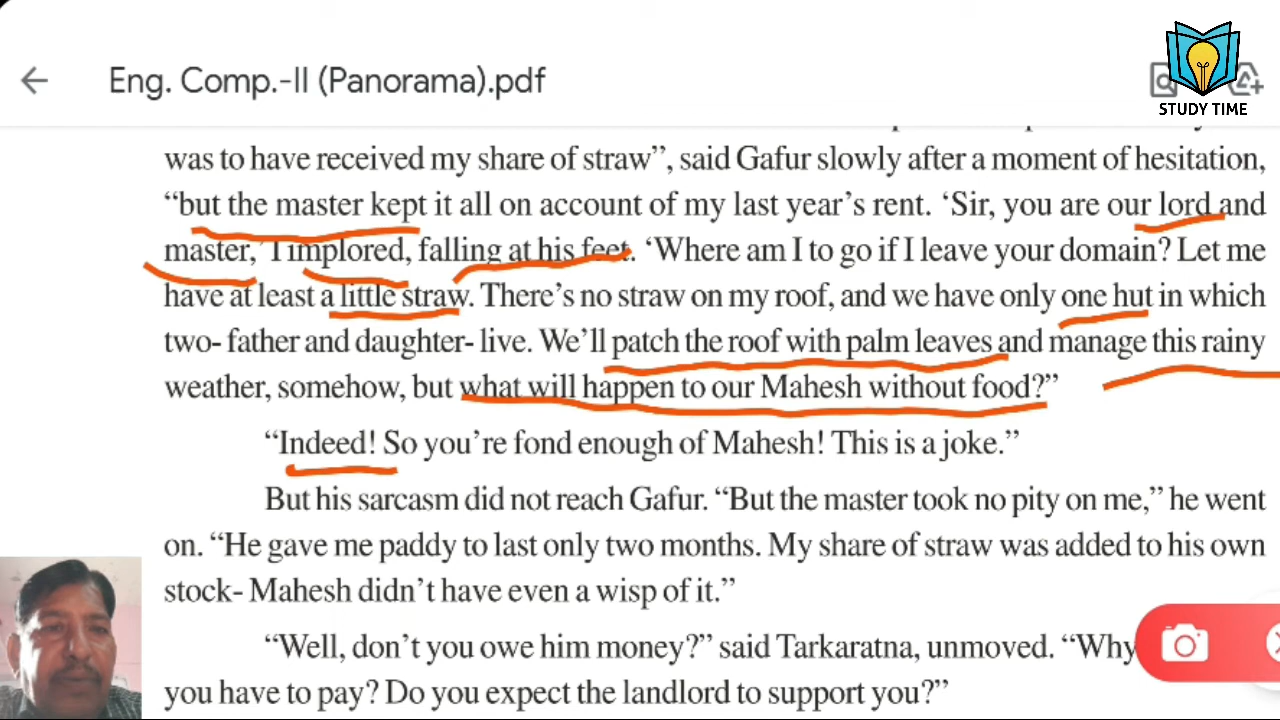 Eng. Comp.-II (Panorama).pdf
STUDY TIME
was to have received my share of straw”, said Gafur slowly after a moment of hesitation,
“but the master kept it all on account of my last year’s rent. ‘Sir, you are our lord and
master,’ I implored, falling at his feet. ‘Where am I to go if I leave your domain? Let me
have at least a little straw. There’s no straw on my roof, and we have only one hut in which
two- father and daughter- live. We’ll patch the roof with palm leaves and manage this rainy
weather, somehow, but what will happen to our Mahesh without food?”
“Indeed! So you’re fond enough of Mahesh! This is a joke.”
But his sarcasm did not reach Gafur. “But the master took no pity on me,” he went
on. “He gave me paddy to last only two months. My share of straw was added to his own
stock- Mahesh didn’t have even a wisp of it.”
“Well, don’t you owe him money?” said Tarkaratna, unmoved. “Why
you have to pay? Do you expect the landlord to support you?”